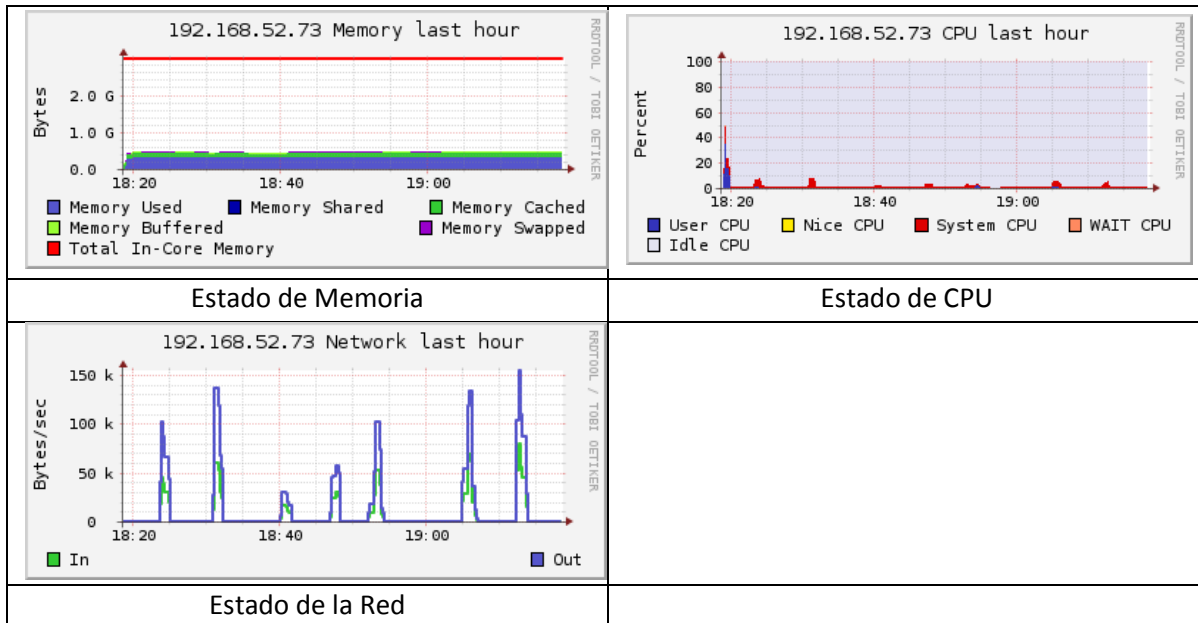 192.168.52.73 Memory last hour
Bytes
2.0 G
1.0 G
0.0
18:20 18:40 19:00
Memory Used Memory Shared Memory Cached
Memory Buffered Memory Swapped
Total In-Core Memory
RRDTOOL / TOBI OETIKER
192.168.52.73 CPU last hour
Percent
100
80
60
40
20
0
18:20 18:40 19:00
User CPU Nice CPU System CPU WAIT CPU
Idle CPU
RRDTOOL / TOBI OETIKER
Estado de Memoria
Estado de CPU
192.168.52.73 Network last hour
Bytes/sec
150 k
100 k
50 k
0
18:20 18:40 19:00
In Out
RRDTOOL / TOBI OETIKER
Estado de la Red